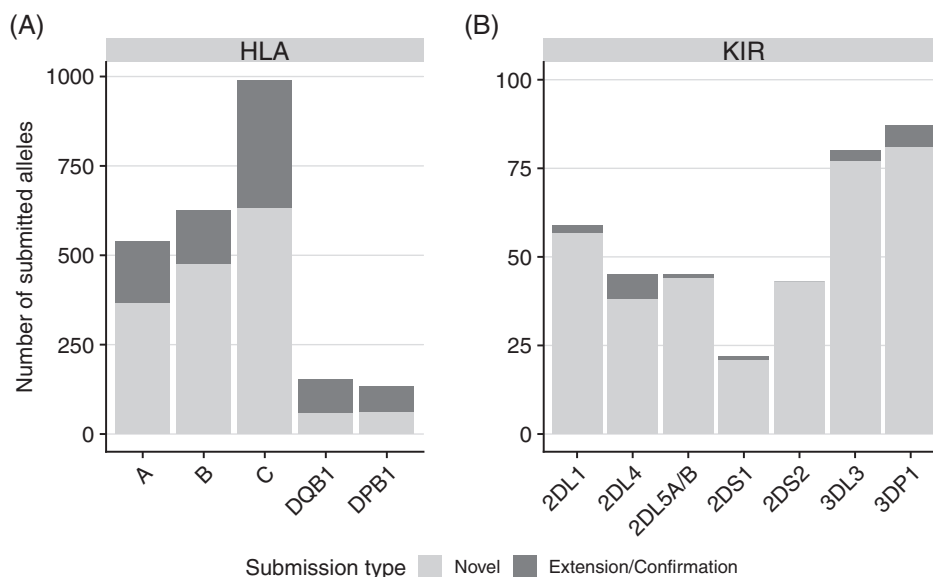 (A)
HLA
Number of submitted alleles
1000
750
500
250
0
A
B
C
DQB1
DPB1
(B)
KIR
100
75
50
25
0
2DL1
2DL4
2DL5A/B
2DS1
2DS2
3DL3
3DP1
Submission type Novel Extension/Confirmation